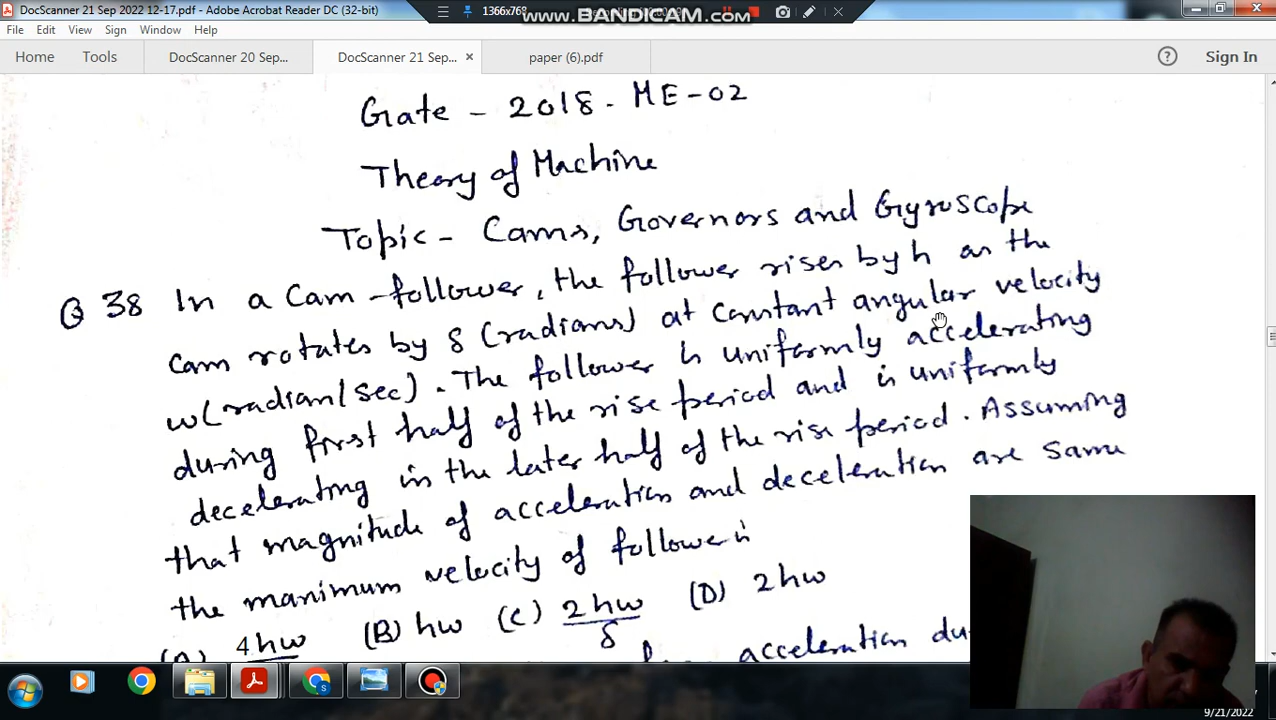 DocScanner 21 Sep 2022 12-17.pdf - Adobe Acrobat Reader DC (32-bit)
1366x768
www.BANDICAM.com
File Edit View Sign Window Help
Home Tools DocScanner 20 Sep... DocScanner 21 Sep... × paper (6).pdf Sign In
Gate - 2018 - ME-02
Theory of Machine
Topic - Cams, Governors and Gyroscope
Q 38 In a Cam-follower, the follower rises by h as the
cam rotates by δ (radians) at constant angular velocity
ω (radian/sec). The follower is uniformly accelerating
during first half of the rise period and is uniformly
decelerating in the later half of the rise period. Assuming
that magnitude of acceleration and deceleration are same
the manimum velocity of follower is
(A) 4hω (B) hω (C) 2hω/δ (D) 2hω
acceleration du
9/21/2022